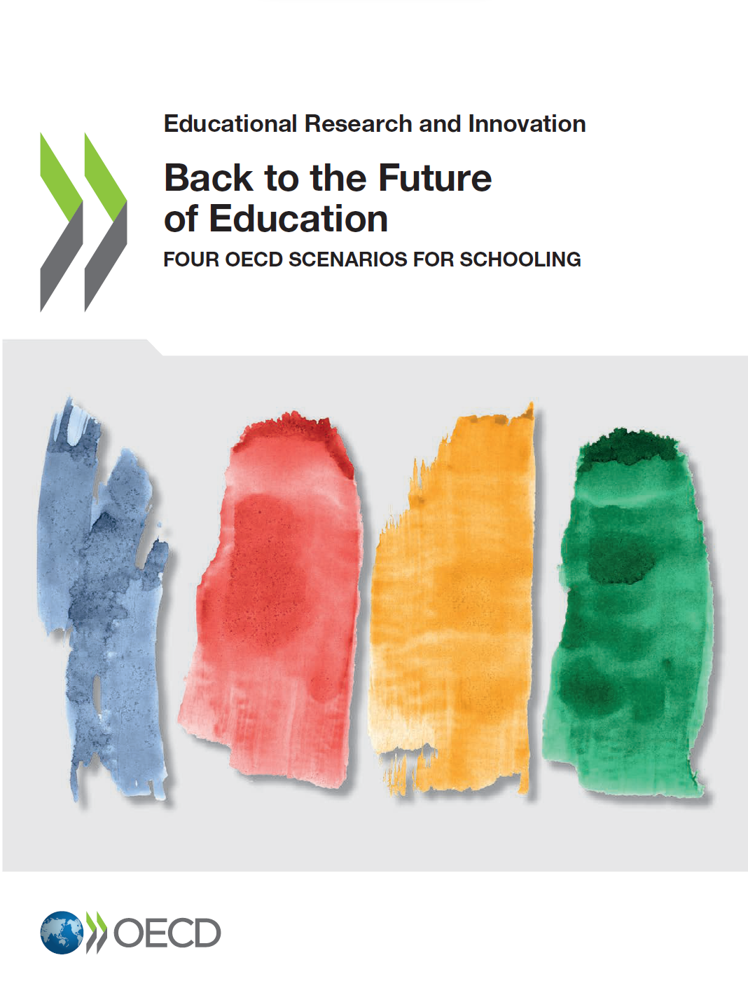 Educational Research and Innovation
Back to the Future
of Education
FOUR OECD SCENARIOS FOR SCHOOLING
OECD